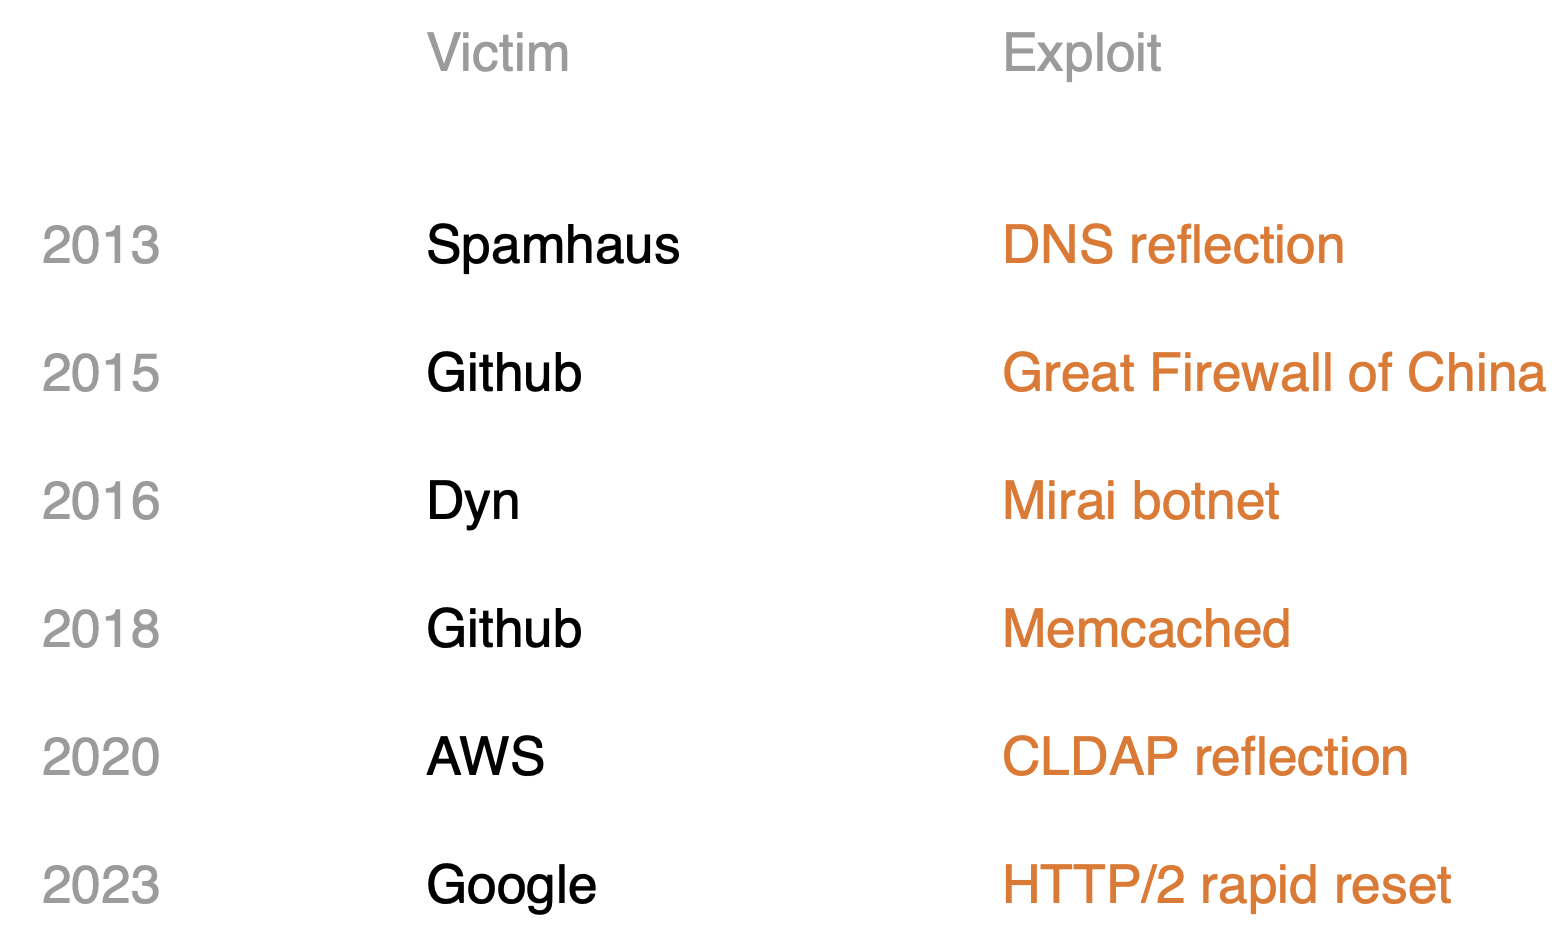 Victim Exploit
2013 Spamhaus DNS reflection
2015 Github Great Firewall of China
2016 Dyn Mirai botnet
2018 Github Memcached
2020 AWS CLDAP reflection
2023 Google HTTP/2 rapid reset